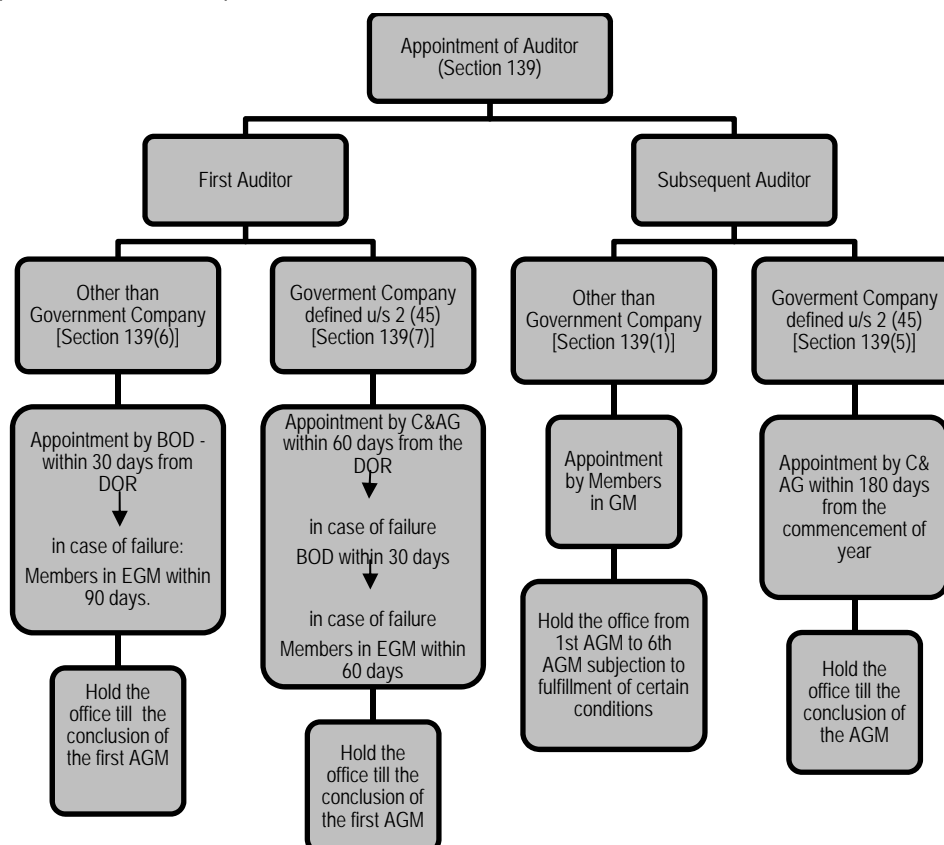 Appointment of Auditor
(Section 139)
First Auditor
Subsequent Auditor
Other than
Government Company
[Section 139(6)]
Goverment Company
defined u/s 2 (45)
[Section 139(7)]
Other than
Government Company
[Section 139(1)]
Goverment Company
defined u/s 2 (45)
[Section 139(5)]
Appointment by BOD -
within 30 days from
DOR
in case of failure:
Members in EGM within
90 days.
Appointment by C&AG
within 60 days from the
DOR
in case of failure
BOD within 30 days
in case of failure
Members in EGM within
60 days
Appointment
by Members
in GM
Appointment by C&
AG within 180 days
from the
commencement of
year
Hold the
office till the
conclusion of
the first AGM
Hold the
office till the
conclusion of
the first AGM
Hold the office from
1st AGM to 6th
AGM subjection to
fulfillment of certain
conditions
Hold the
office till the
conclusion of
the AGM